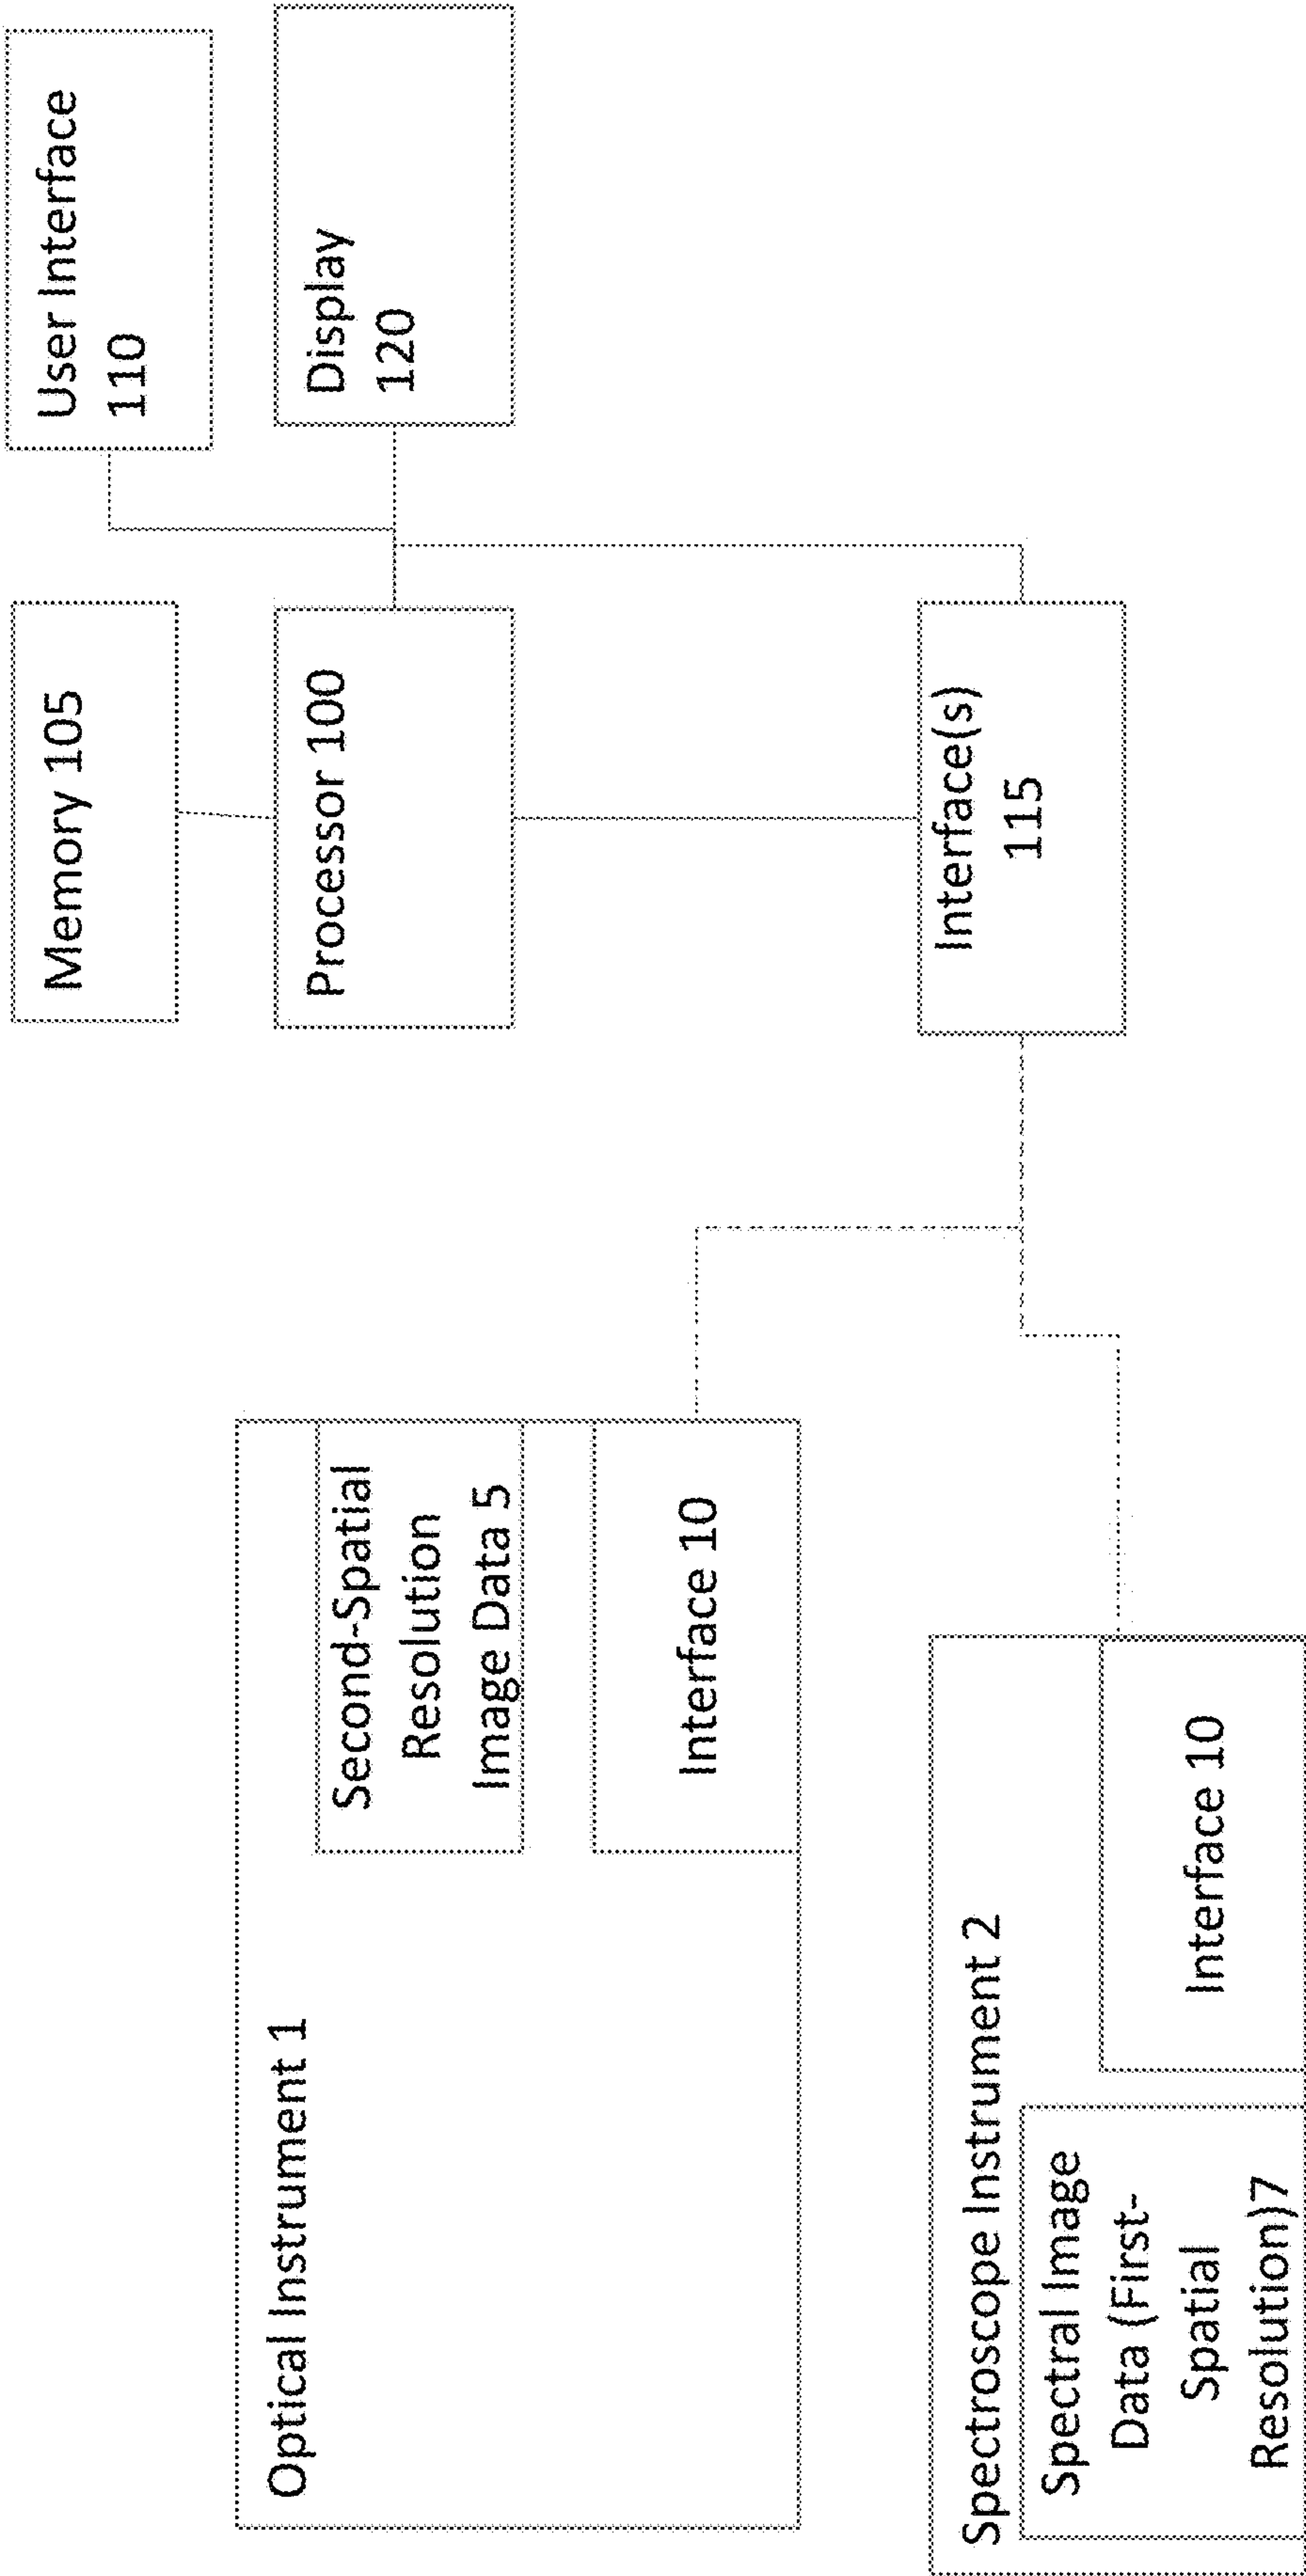 Optical Instrument 1
Second-Spatial
Resolution
Image Data 5
Interface 10
Spectroscope Instrument 2
Spectral Image
Data (First-
Spatial
Resolution)7
Interface 10
Memory 105
Processor 100
Interface(s)
115
User Interface
110
Display
120